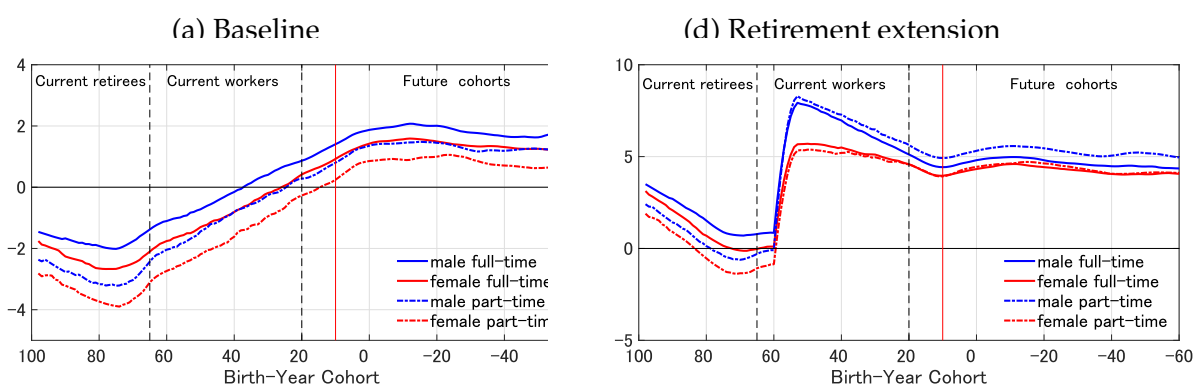 (a) Baseline
4
2
0
-2
-4
Current retirees
Current workers
Future cohorts
male full-time
female full-time
male part-time
female part-tim
100
80
60
40
20
0
-20
-40
Birth-Year Cohort
(d) Retirement extension
10
5
0
-5
Current retirees
Current workers
Future cohorts
male full-time
female full-time
male part-time
female part-time
100
80
60
40
20
10
0
-20
-40
-60
Birth-Year Cohort